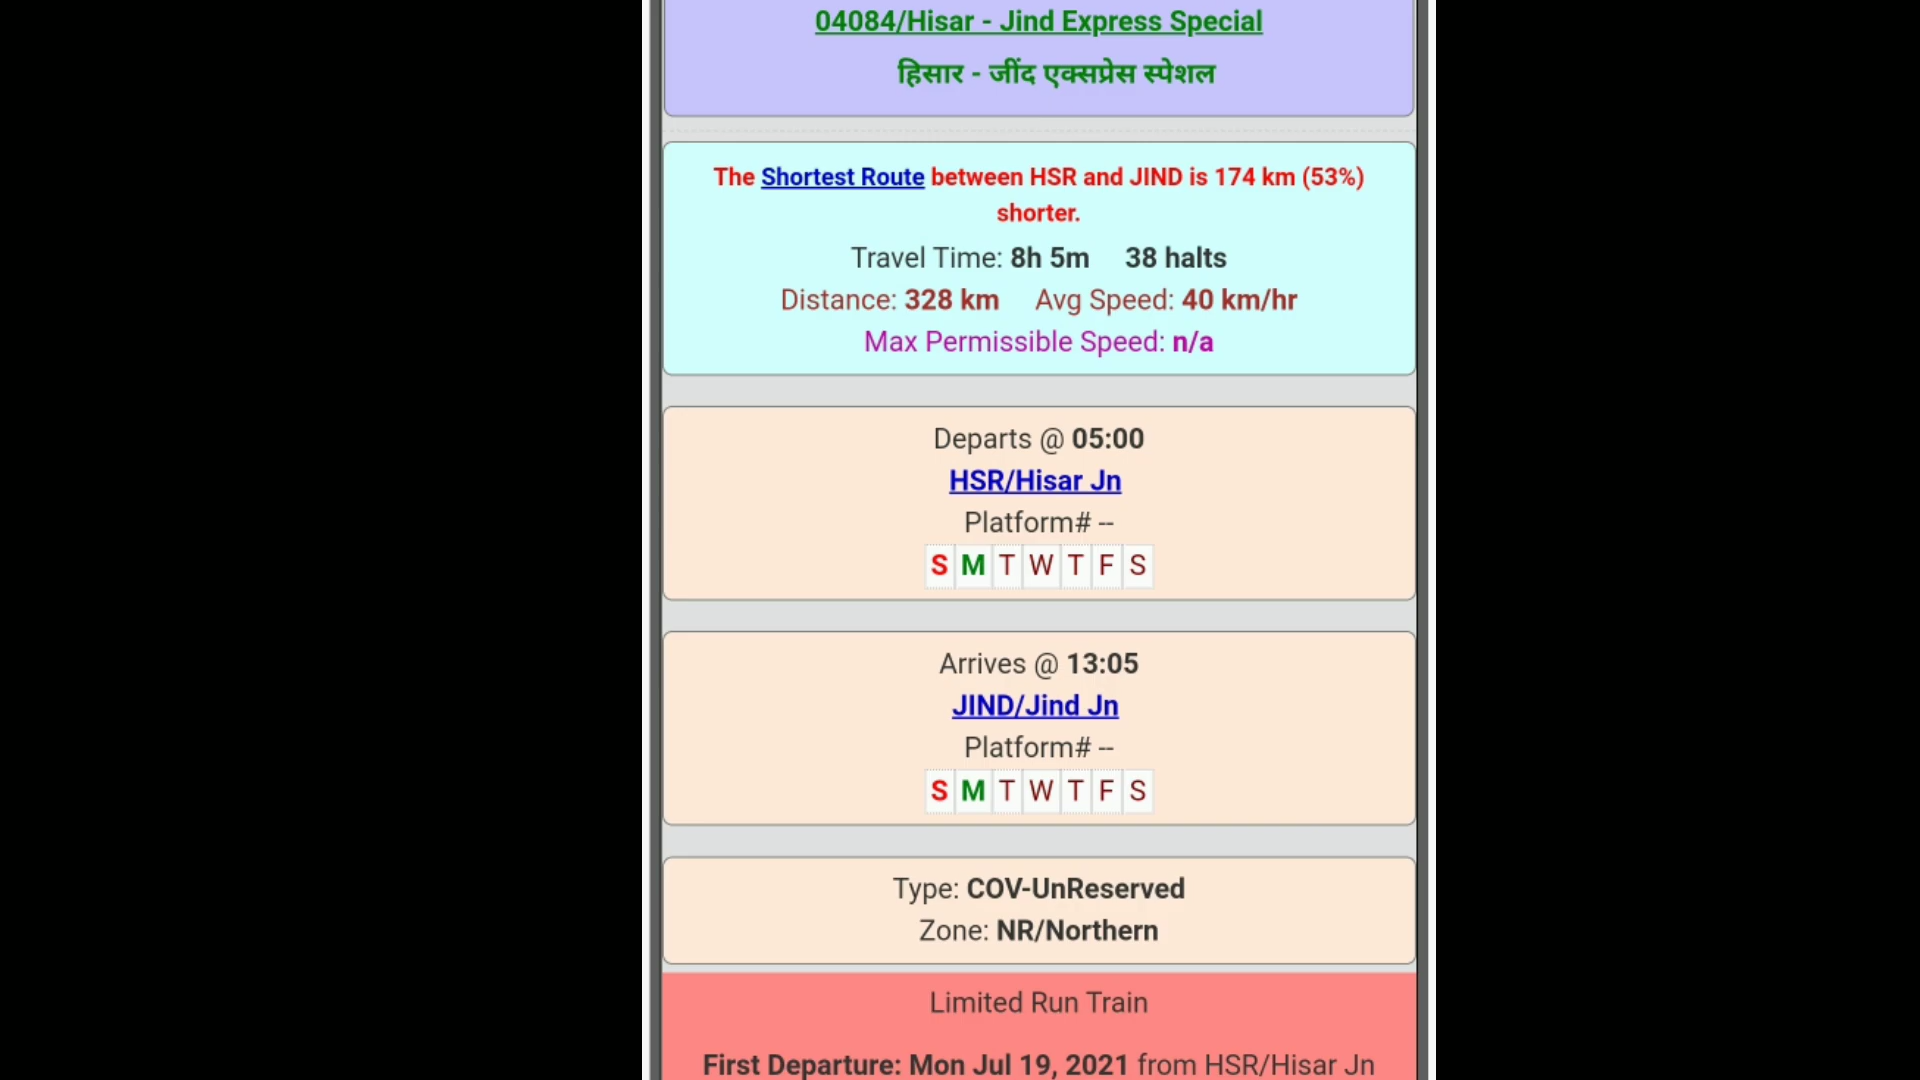 04084/Hisar - Jind Express Special
हिसार - जींद एक्सप्रेस स्पेशल
The Shortest Route between HSR and JIND is 174 km (53%)
shorter.
Travel Time: 8h 5m 38 halts
Distance: 328 km Avg Speed: 40 km/hr
Max Permissible Speed: n/a
Departs @ 05:00
HSR/Hisar Jn
Platform# --
S M T W T F S
Arrives @ 13:05
JIND/Jind Jn
Platform# --
S M T W T F S
Type: COV-UnReserved
Zone: NR/Northern
Limited Run Train
First Departure: Mon Jul 19, 2021 from HSR/Hisar Jn